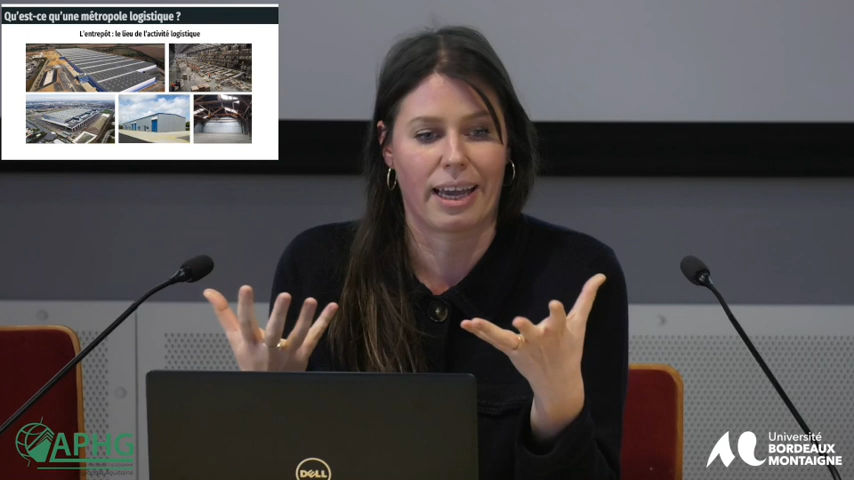 Qu'est-ce qu'une métropole logistique ?
L'entrepôt : le lieu de l'activité logistique
DELL
APHG
Université
BORDEAUX
MONTAIGNE